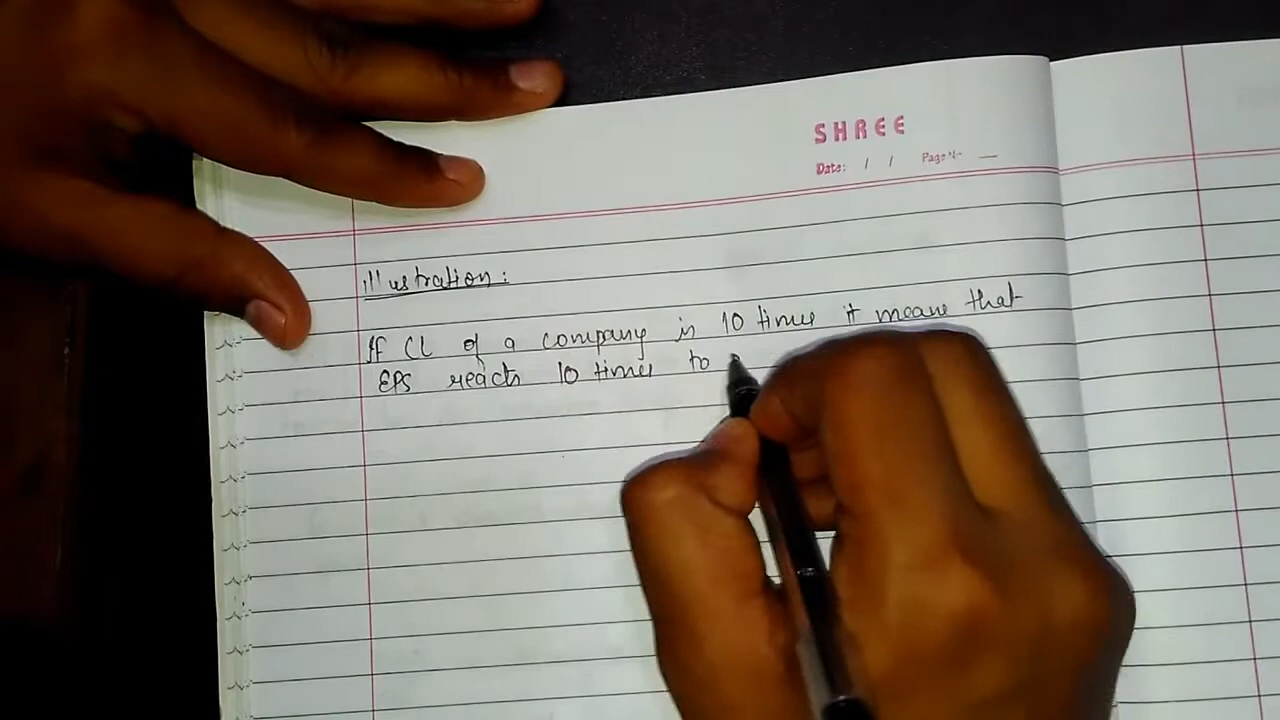 SHREE
Date: / / Page No.
illustration:
If CL of a company is 10 times it means that
EPS reach 10 times to